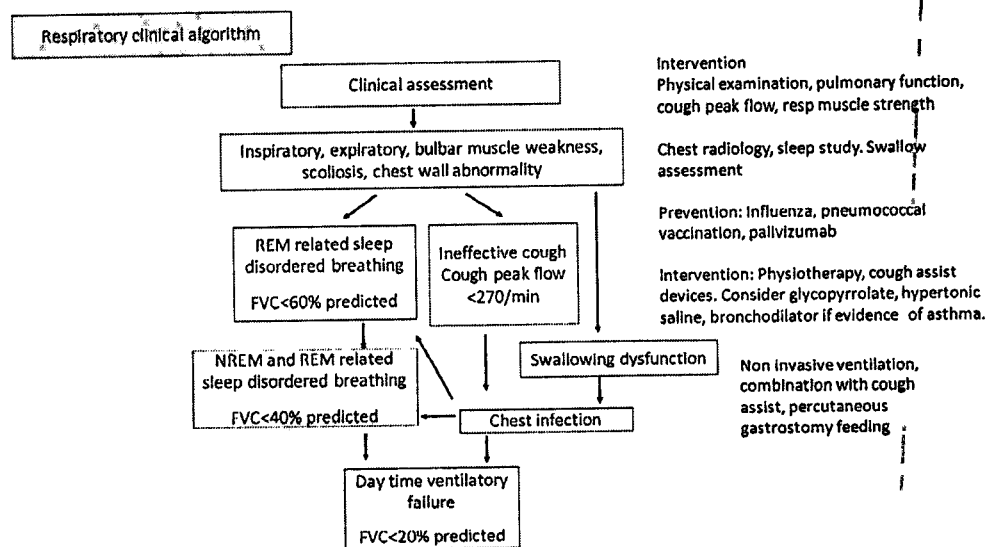 Respiratory clinical algorithm
Clinical assessment
Inspiratory, expiratory, bulbar muscle weakness,
scoliosis, chest wall abnormality
REM related sleep
disordered breathing
FVC<60% predicted
Ineffective cough
Cough peak flow
<270/min
NREM and REM related
sleep disordered breathing
FVC<40% predicted
Swallowing dysfunction
Chest infection
Day time ventilatory
failure
FVC<20% predicted
Intervention
Physical examination, pulmonary function,
cough peak flow, resp muscle strength
Chest radiology, sleep study. Swallow
assessment
Prevention: Influenza, pneumococcal
vaccination, palivizumab
Intervention: Physiotherapy, cough assist
devices. Consider glycopyrrolate, hypertonic
saline, bronchodilator if evidence of asthma.
Non invasive ventilation,
combination with cough
assist, percutaneous
gastrostomy feeding